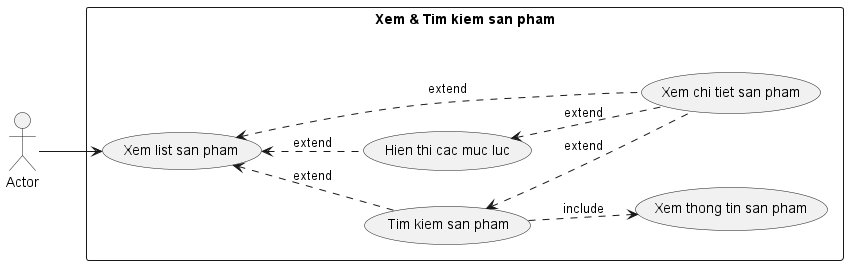 Xem & Tim kiem san pham
extend
Xem chi tiet san pham
extend
Xem list san pham
extend
Hien thi cac muc luc
extend
extend
Actor
Tim kiem san pham
include
Xem thong tin san pham